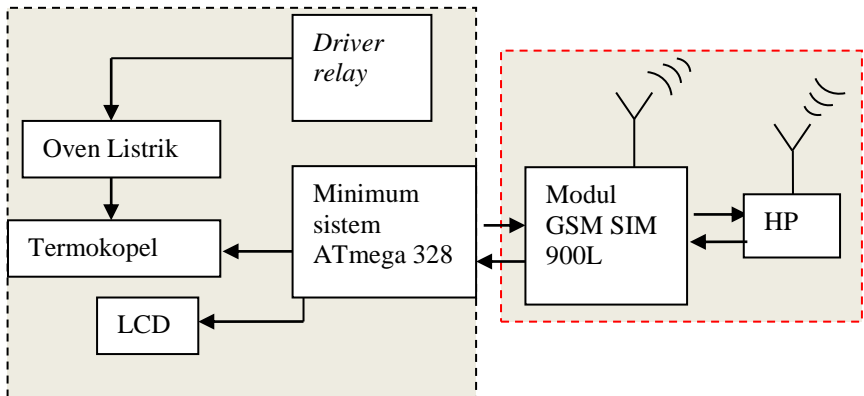 Driver
relay
Oven Listrik
Termokopel
LCD
Minimum
sistem
ATmega 328
Modul
GSM SIM
900L
HP